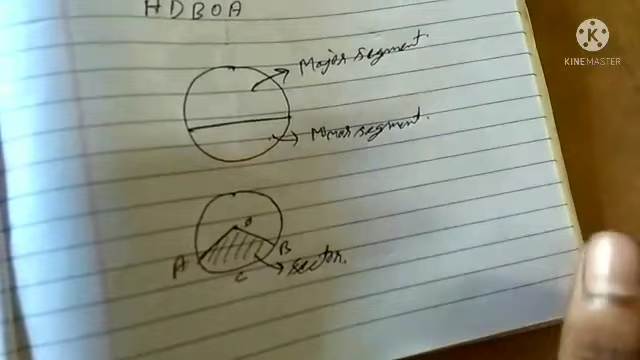 HDBOA
K
KINEMASTER
Major segment.
Minor segment.
O
A
B
C
sector.